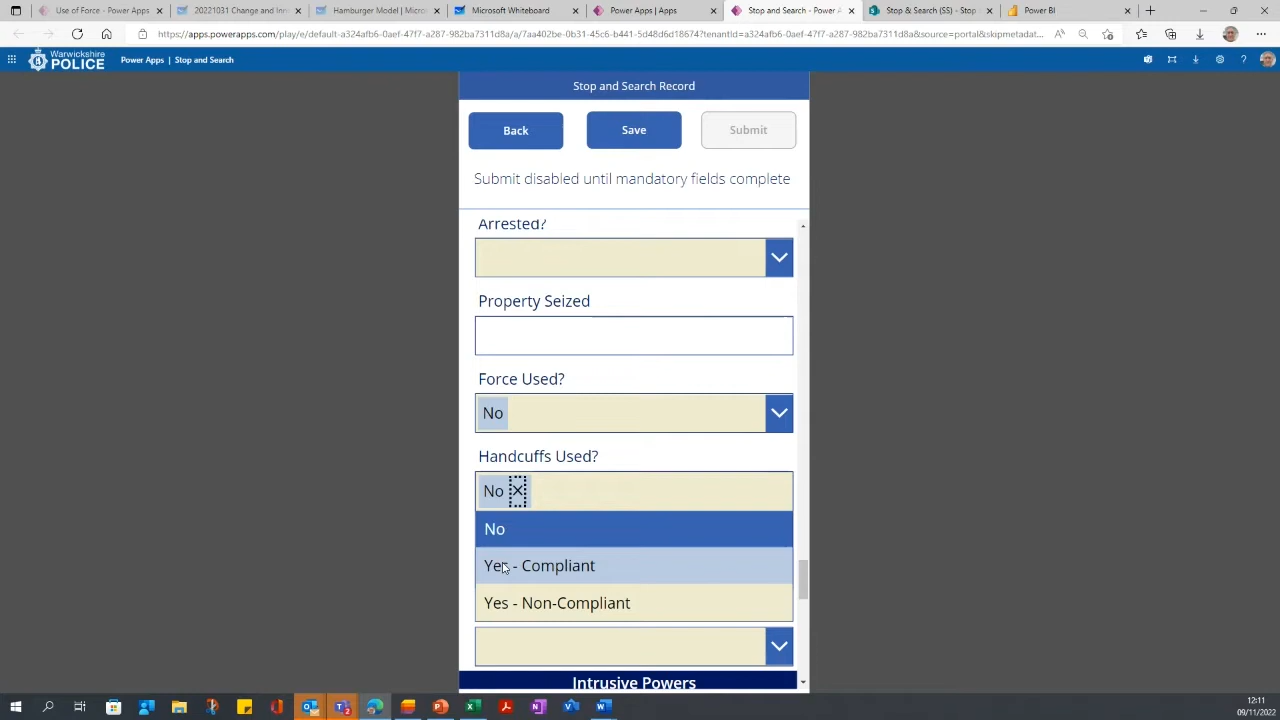 Use of Force - Power Apps
20221031 Change and Inn
Hamburger Model | Micros
Microsoft Whiteboard
Power Apps | Apps
Stop and Search - Power A
Stop & Search (SS) - Stop
Power BI
https://apps.powerapps.com/play/e/default-a324afb6-0aef-47f7-a287-982ba7311d8a/a/7aa402be-0b31-45c6-b441-5d48d6d18674?tenantId=a324afb6-0aef-47f7-a287-982ba7311d8a&source=portal&skipmetadat...
Warwickshire
POLICE
Power Apps | Stop and Search
Stop and Search Record
Back
Save
Submit
Submit disabled until mandatory fields complete
Arrested?
Property Seized
Force Used?
No
Handcuffs Used?
No
No
Yes - Compliant
Yes - Non-Compliant
Intrusive Powers
12:11
09/11/2022